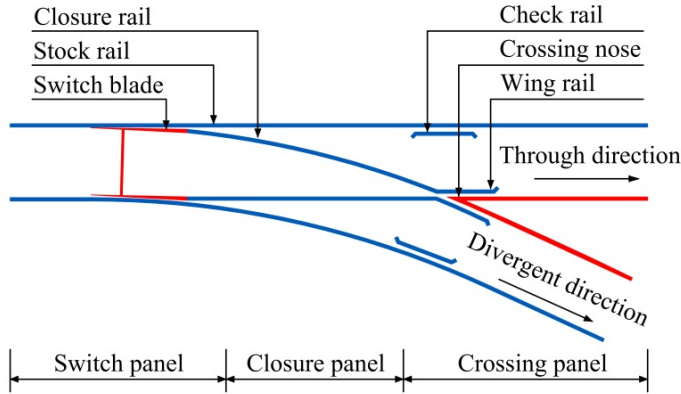 Closure rail
Stock rail
Switch blade
Check rail
Crossing nose
Wing rail
Through direction
Divergent direction
Switch panel
Closure panel
Crossing panel